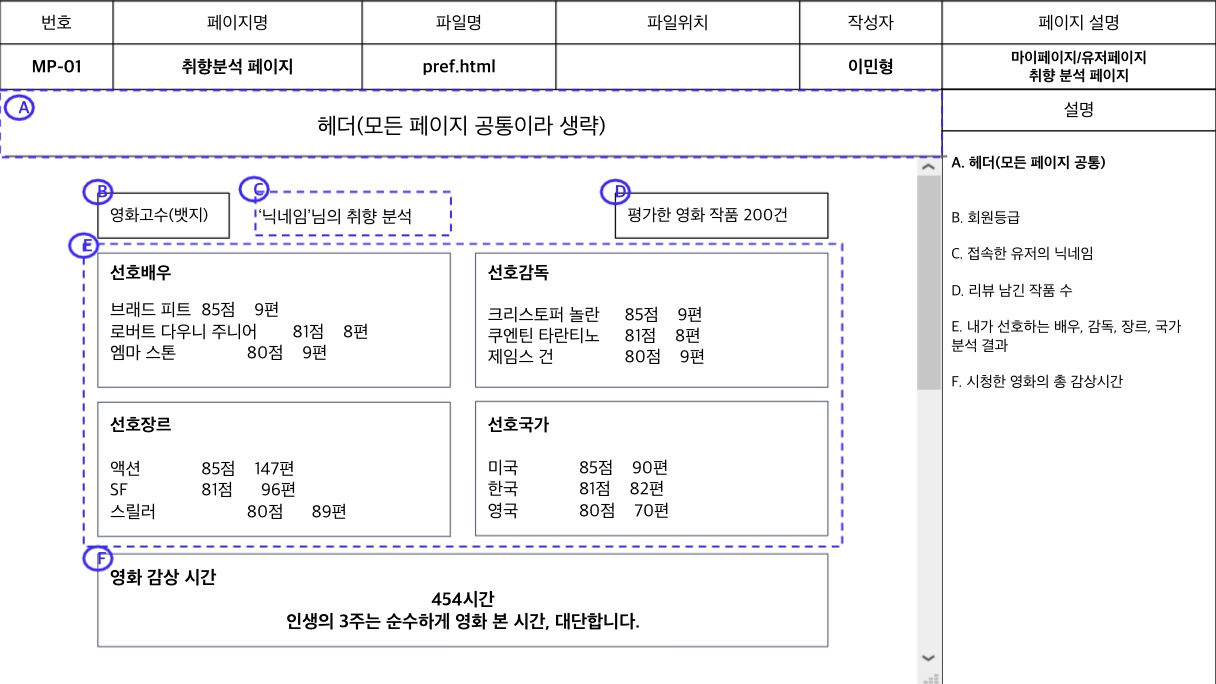 번호 페이지명 파일명 파일위치 작성자 페이지 설명
MP-01 취향분석 페이지 pref.html 이민형 마이페이지/유저페이지
취향 분석 페이지
설명
A
헤더(모든 페이지 공통이라 생략)
B
영화고수(뱃지)
C
‘닉네임’님의 취향 분석
D
평가한 영화 작품 200건
E
선호배우
브래드 피트 85점 9편
로버트 다우니 주니어 81점 8편
엠마 스톤 80점 9편
선호감독
크리스토퍼 놀란 85점 9편
쿠엔틴 타란티노 81점 8편
제임스 건 80점 9편
선호장르
액션 85점 147편
SF 81점 96편
스릴러 80점 89편
선호국가
미국 85점 90편
한국 81점 82편
영국 80점 70편
F
영화 감상 시간
454시간
인생의 3주는 순수하게 영화 본 시간, 대단합니다.
A. 헤더(모든 페이지 공통)
B. 회원등급
C. 접속한 유저의 닉네임
D. 리뷰 남긴 작품 수
E. 내가 선호하는 배우, 감독, 장르, 국가
분석 결과
F. 시청한 영화의 총 감상시간